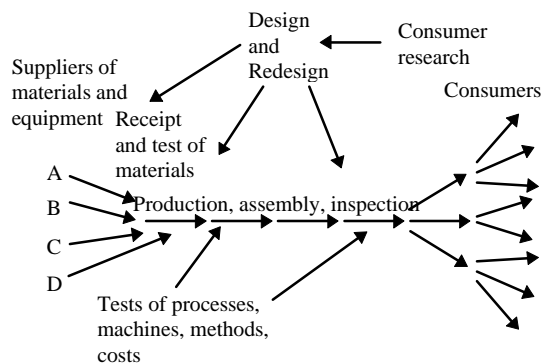 Design
and
Redesign
Consumer
research
Suppliers of
materials and
equipment
Receipt
and test of
materials
Consumers
A
B
C
D
Production, assembly, inspection
Tests of processes,
machines, methods,
costs